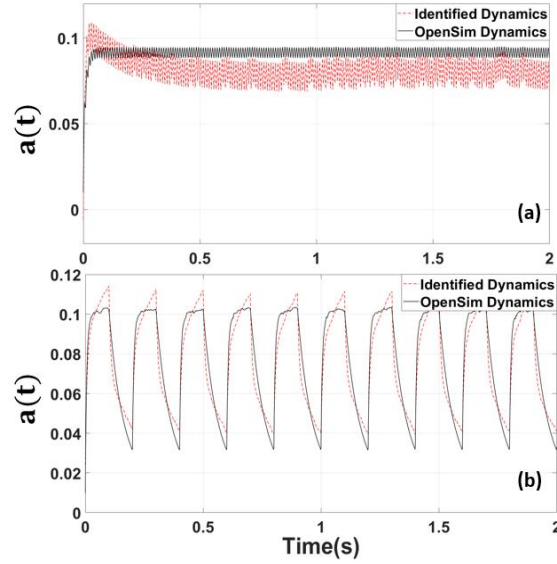 Identified Dynamics
OpenSim Dynamics
0.1
0.05
0
a(t)
(a)
0 0.5 1 1.5 2
Identified Dynamics
OpenSim Dynamics
0.12
0.1
0.08
0.06
0.04
0.02
0
a(t)
(b)
0 0.5 1 1.5 2
Time(s)